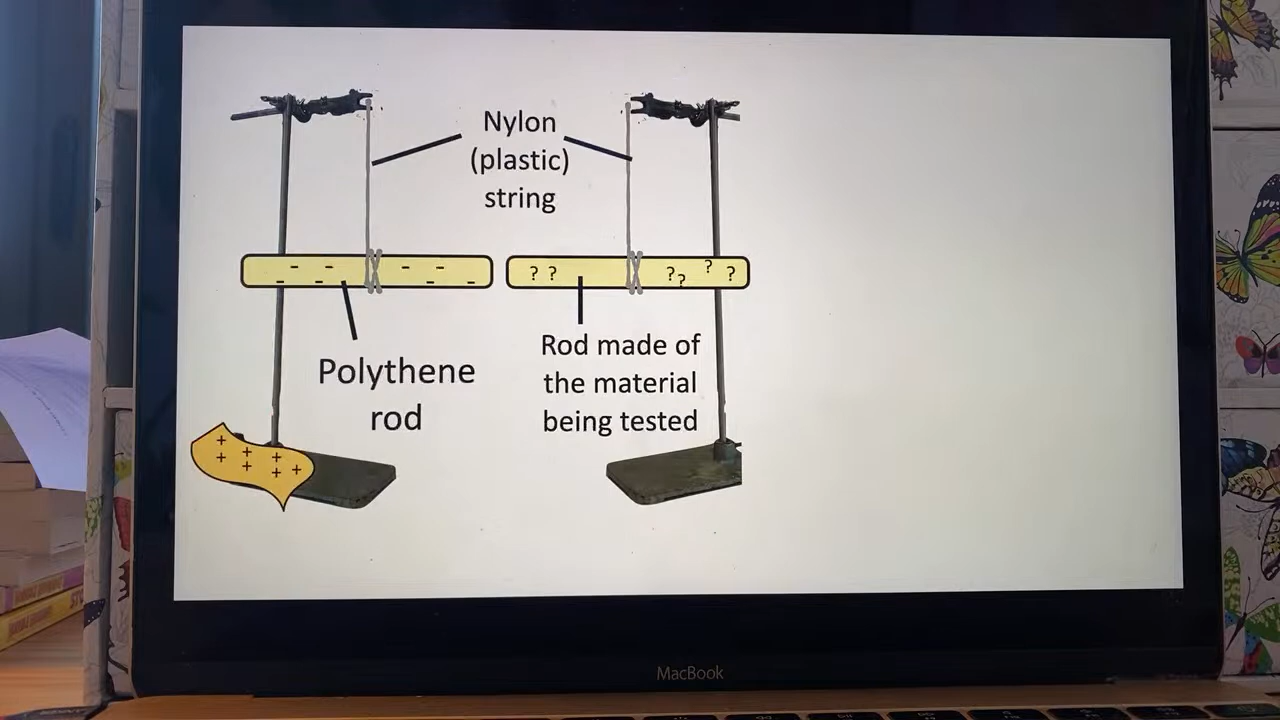 Nylon
(plastic)
string
- - - -
- - - -
? ? ? ? ? ?
Polythene
rod
Rod made of
the material
being tested
+ + + + + + + +
MacBook